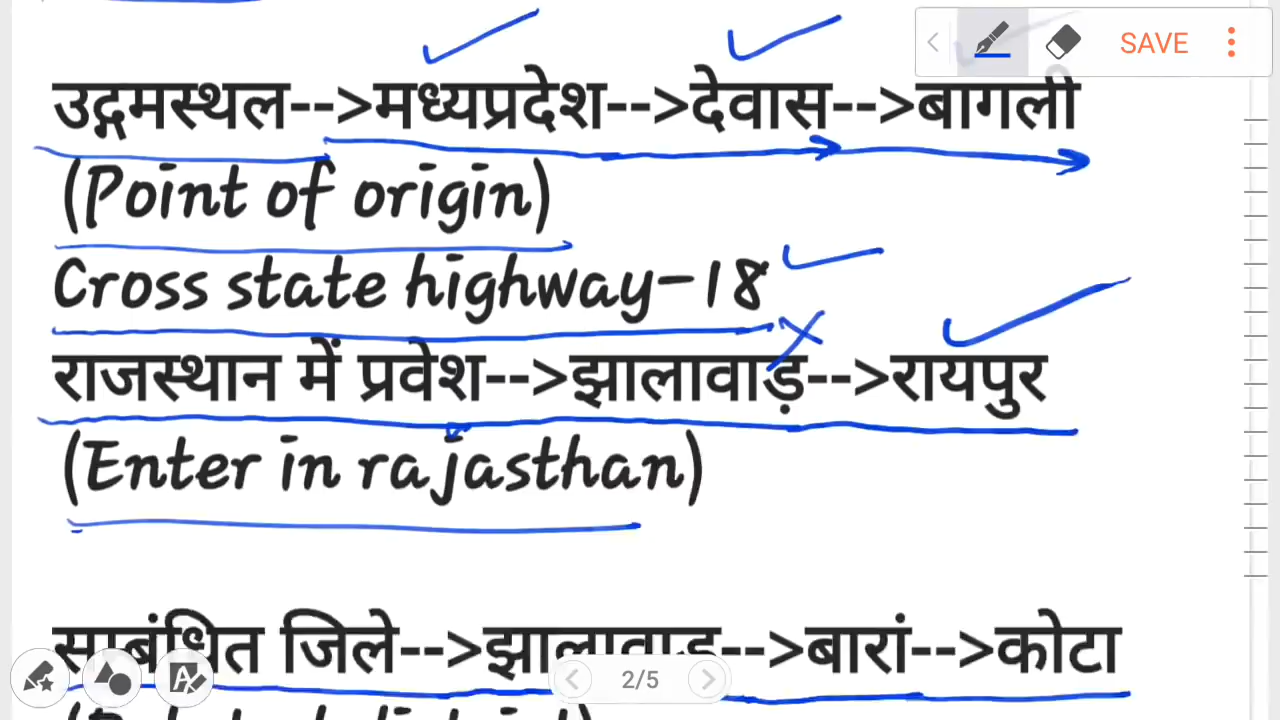 SAVE
उद्गमस्थल-->मध्यप्रदेश-->देवास-->बागली
(Point of origin)
Cross state highway-18
राजस्थान में प्रवेश-->झालावाड़-->रायपुर
(Enter in rajasthan)
जिले-->झालावाड़-->बारां-->कोटा
2/5